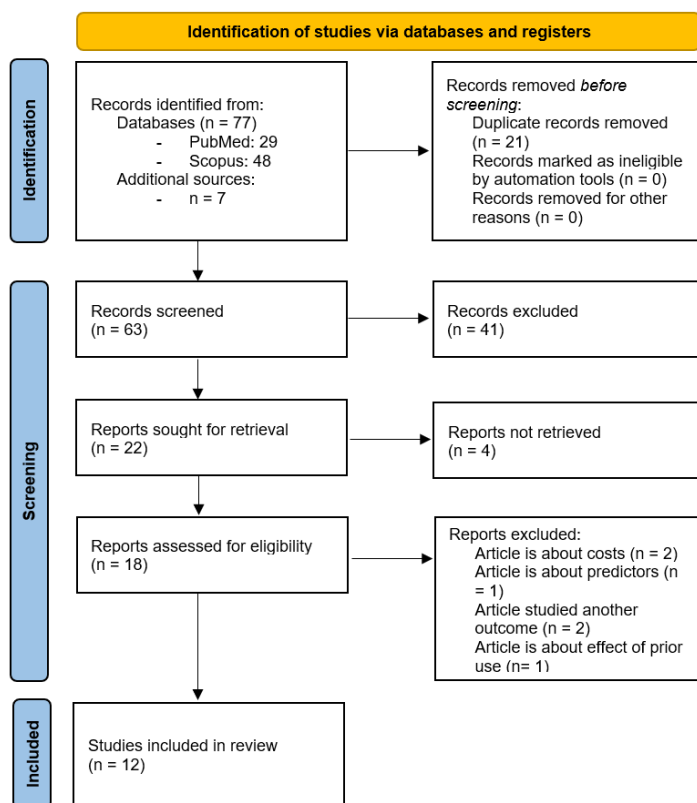 Identification of studies via databases and registers
Identification
Records identified from:
Databases (n = 77)
- PubMed: 29
- Scopus: 48
Additional sources:
- n = 7
Records removed before
screening:
Duplicate records removed
(n = 21)
Records marked as ineligible
by automation tools (n = 0)
Records removed for other
reasons (n = 0)
Screening
Records screened
(n = 63)
Records excluded
(n = 41)
Reports sought for retrieval
(n = 22)
Reports not retrieved
(n = 4)
Reports assessed for eligibility
(n = 18)
Reports excluded:
Article is about costs (n = 2)
Article is about predictors (n
= 1)
Article studied another
outcome (n = 2)
Article is about effect of prior
use (n= 1)
Included
Studies included in review
(n = 12)